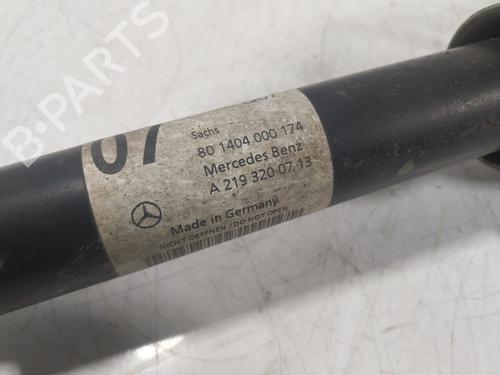 07
Sachs
80 1404 000 174
Mercedes Benz
A 219 320 07 13
Made in Germany
NICHT OEFFNEN / DO NOT OPEN
B-PARTS